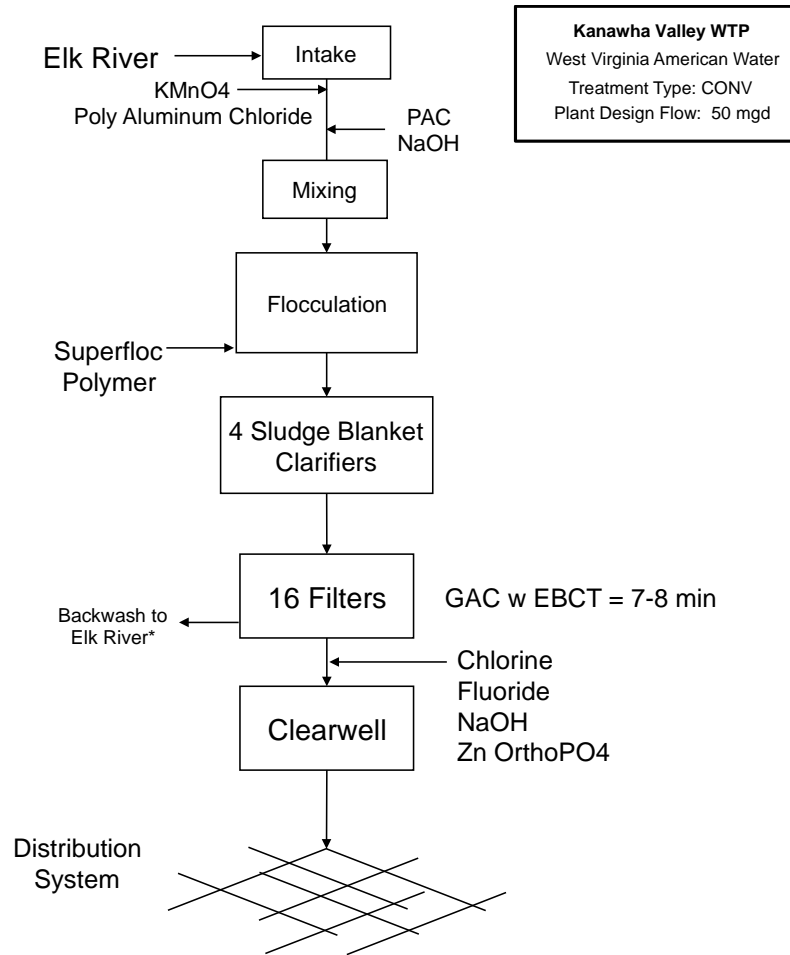 Kanawha Valley WTP
West Virginia American Water
Treatment Type: CONV
Plant Design Flow: 50 mgd
Elk River
Intake
KMnO4
Poly Aluminum Chloride
PAC
NaOH
Mixing
Flocculation
Superfloc
Polymer
4 Sludge Blanket
Clarifiers
16 Filters
GAC w EBCT = 7-8 min
Backwash to
Elk River*
Chlorine
Fluoride
NaOH
Zn OrthoPO4
Clearwell
Distribution
System